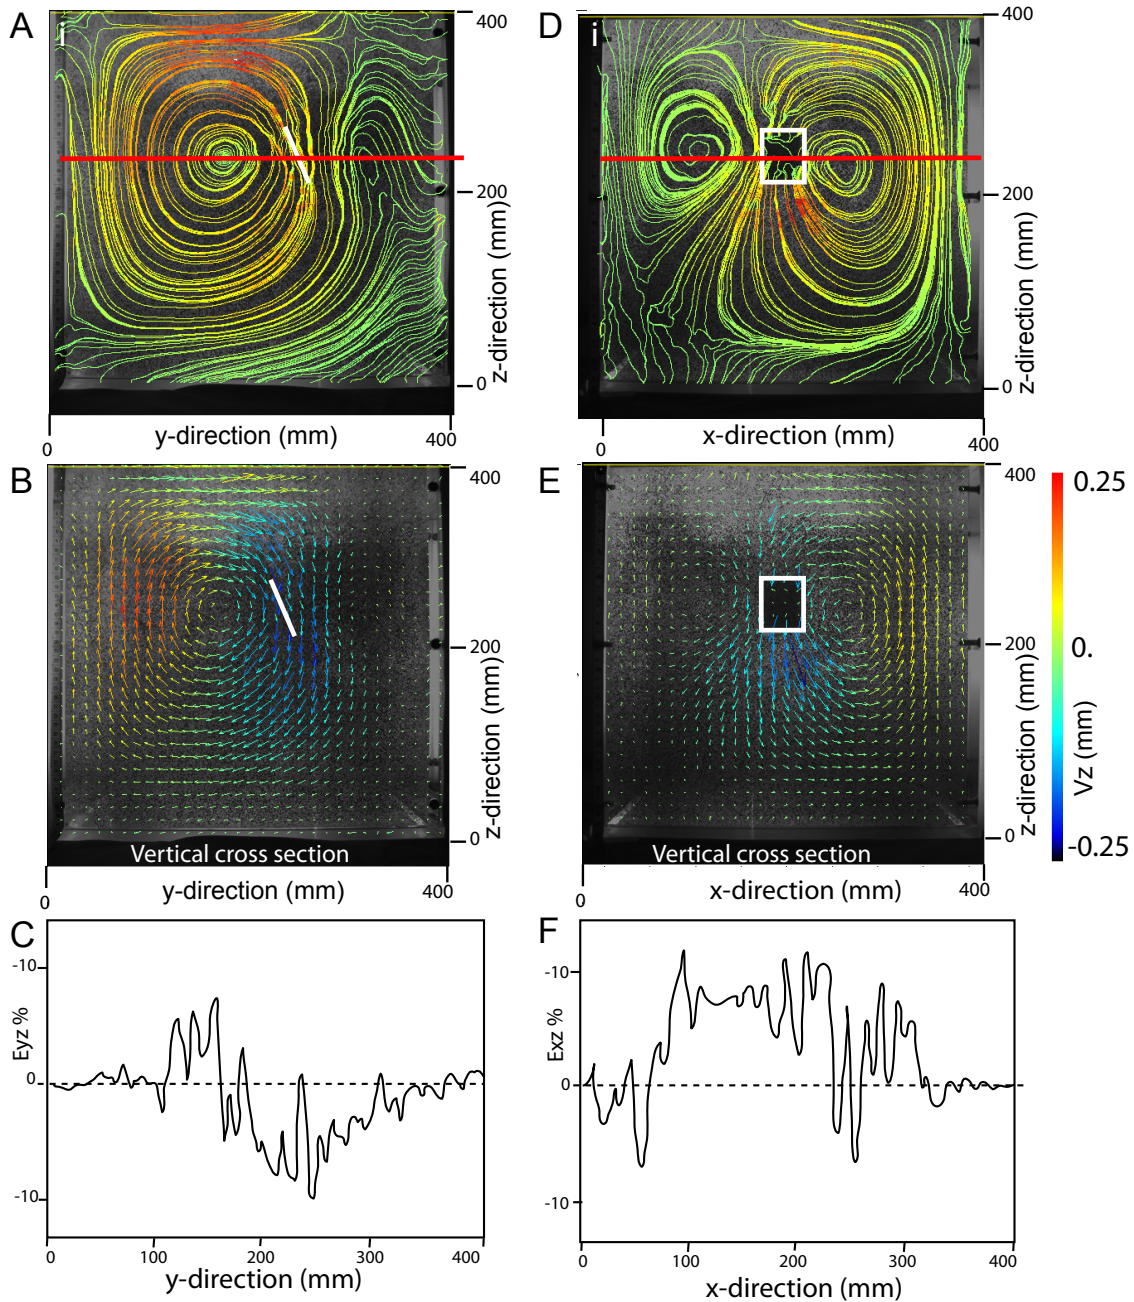 A
i
400
200
0
z-direction (mm)
0
y-direction (mm)
400
D
i
400
200
0
z-direction (mm)
0
x-direction (mm)
400
B
400
200
0
z-direction (mm)
Vertical cross section
0
y-direction (mm)
400
E
400
200
0
z-direction (mm)
Vertical cross section
0
x-direction (mm)
400
0.25
0.
-0.25
Vz (mm)
C
-10
0
-10
Eyz %
0
100
200
300
400
y-direction (mm)
F
-10
0
-10
Exz %
0
100
200
300
400
x-direction (mm)